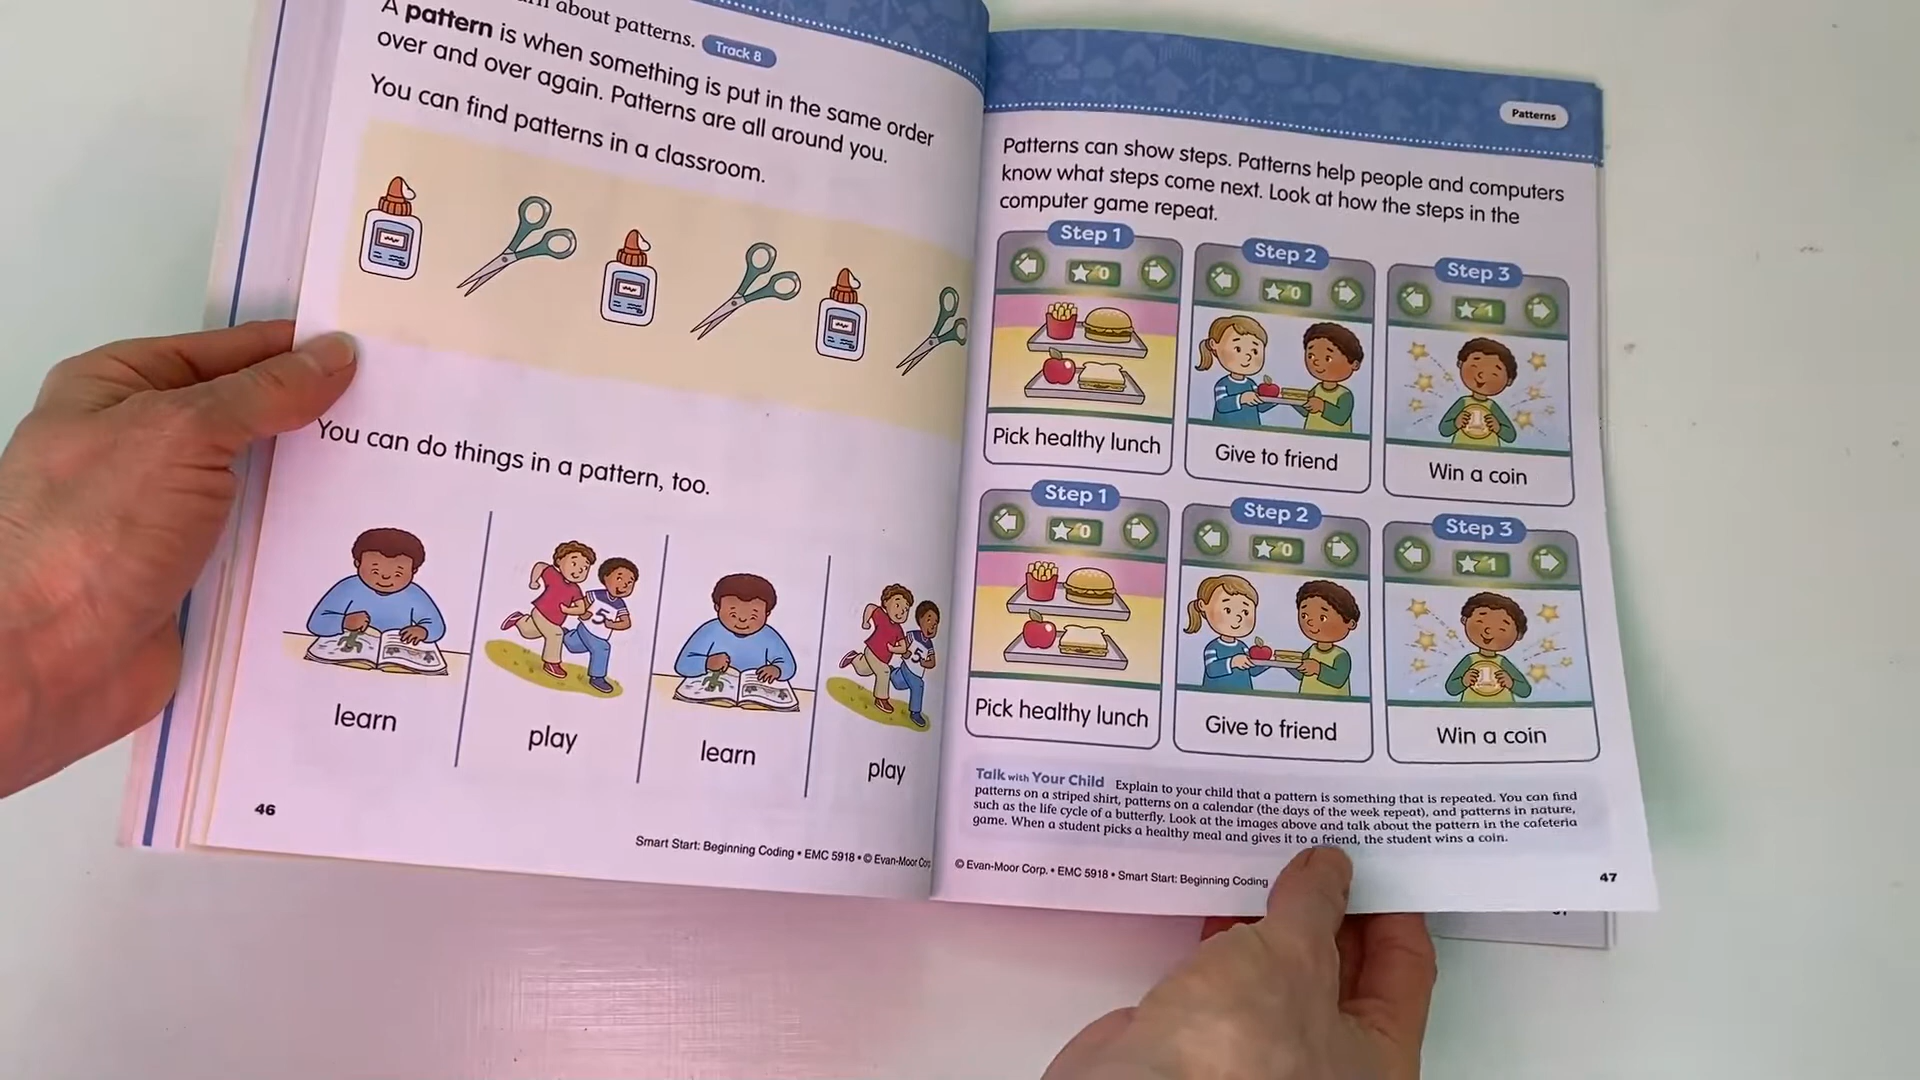 about patterns. Track 8
A pattern is when something is put in the same order
over and over again. Patterns are all around you.
You can find patterns in a classroom.
You can do things in a pattern, too.
5
5
learn
play
learn
play
46
Smart Start: Beginning Coding • EMC 5918 • © Evan-Moor
Patterns
Patterns can show steps. Patterns help people and computers
know what steps come next. Look at how the steps in the
computer game repeat.
Step 1
0
Pick healthy lunch
Step 2
0
Give to friend
Step 3
1
1
Win a coin
Step 1
0
Pick healthy lunch
Step 2
0
Give to friend
Step 3
1
1
Win a coin
Talk with Your Child Explain to your child that a pattern is something that is repeated. You can find
patterns on a striped shirt, patterns on a calendar (the days of the week repeat), and patterns in nature,
such as the life cycle of a butterfly. Look at the images above and talk about the pattern in the cafeteria
game. When a student picks a healthy meal and gives it to a friend, the student wins a coin.
© Evan-Moor Corp. • EMC 5918 • Smart Start: Beginning Coding
47